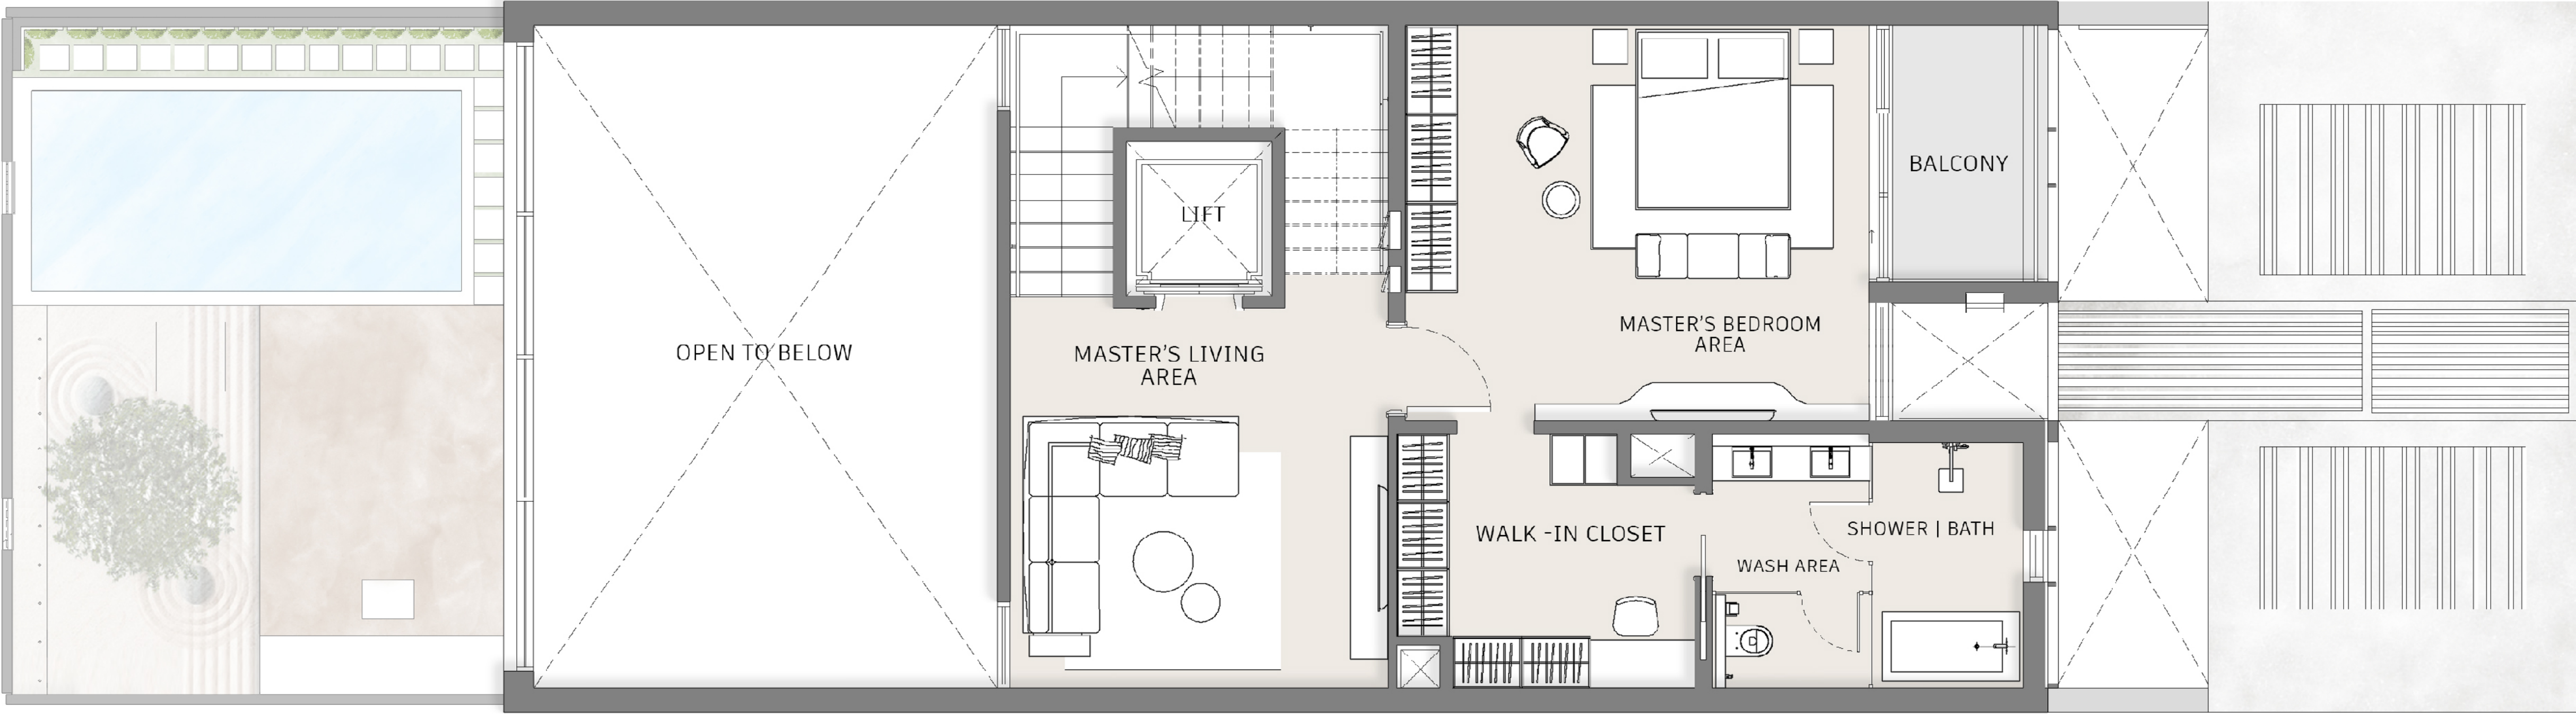 BALCONY
LIFT
MASTER'S BEDROOM
AREA
OPEN TO BELOW
MASTER'S LIVING
AREA
WALK -IN CLOSET
SHOWER | BATH
WASH AREA